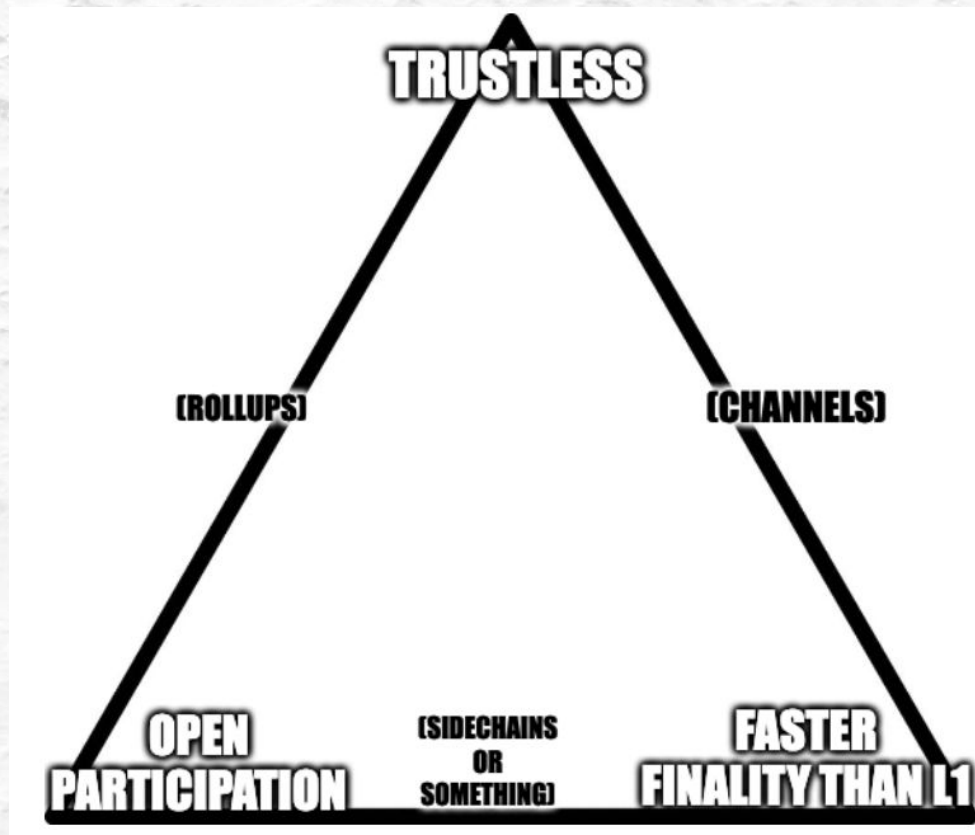 TRUSTLESS
(ROLLUPS)
(CHANNELS)
OPEN
PARTICIPATION
(SIDECHAINS
OR
SOMETHING)
FASTER
FINALITY THAN L1